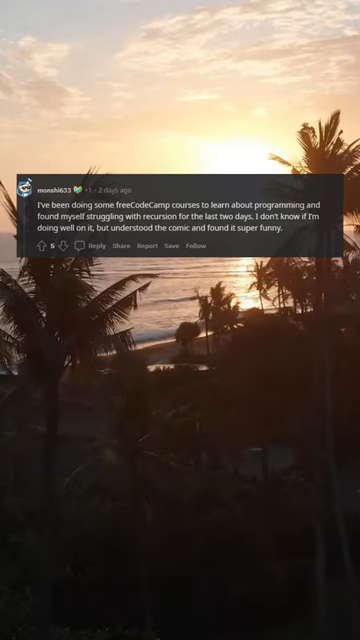 monshi633 +1 · 2 days ago
I've been doing some freeCodeCamp courses to learn about programming and
found myself struggling with recursion for the last two days. I don't know if I'm
doing well on it, but understood the comic and found it super funny.
5 Reply Share Report Save Follow